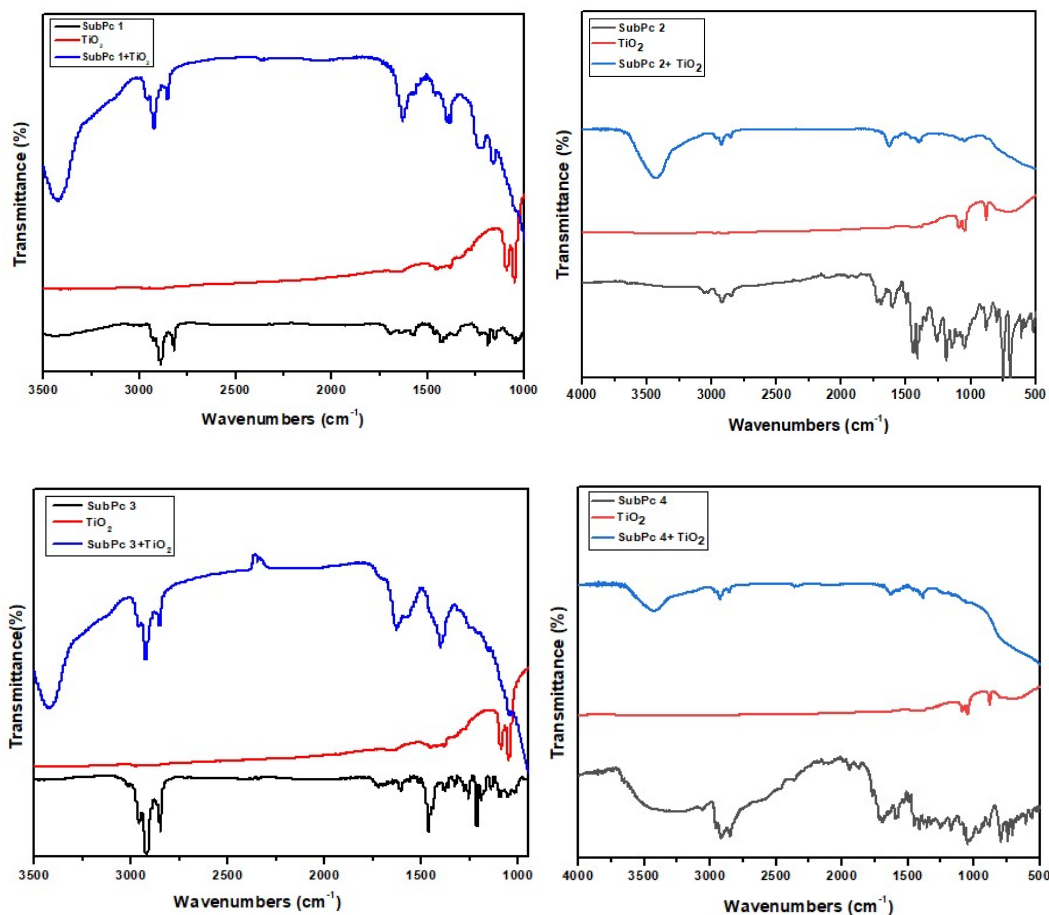 SubPc 1
TiO₂
SubPc 1+TiO₂
Transmittance (%)
3500 3000 2500 2000 1500 1000
Wavenumbers (cm⁻¹)
SubPc 2
TiO₂
SubPc 2+ TiO₂
Transmittance (%)
4000 3500 3000 2500 2000 1500 1000 500
Wavenumbers (cm⁻¹)
SubPc 3
TiO₂
SubPc 3+TiO₂
Transmittance(%)
3500 3000 2500 2000 1500 1000
Wavenumbers (cm⁻¹)
SubPc 4
TiO₂
SubPc 4+ TiO₂
Transmittance (%)
4000 3500 3000 2500 2000 1500 1000 500
Wavenumbers (cm⁻¹)